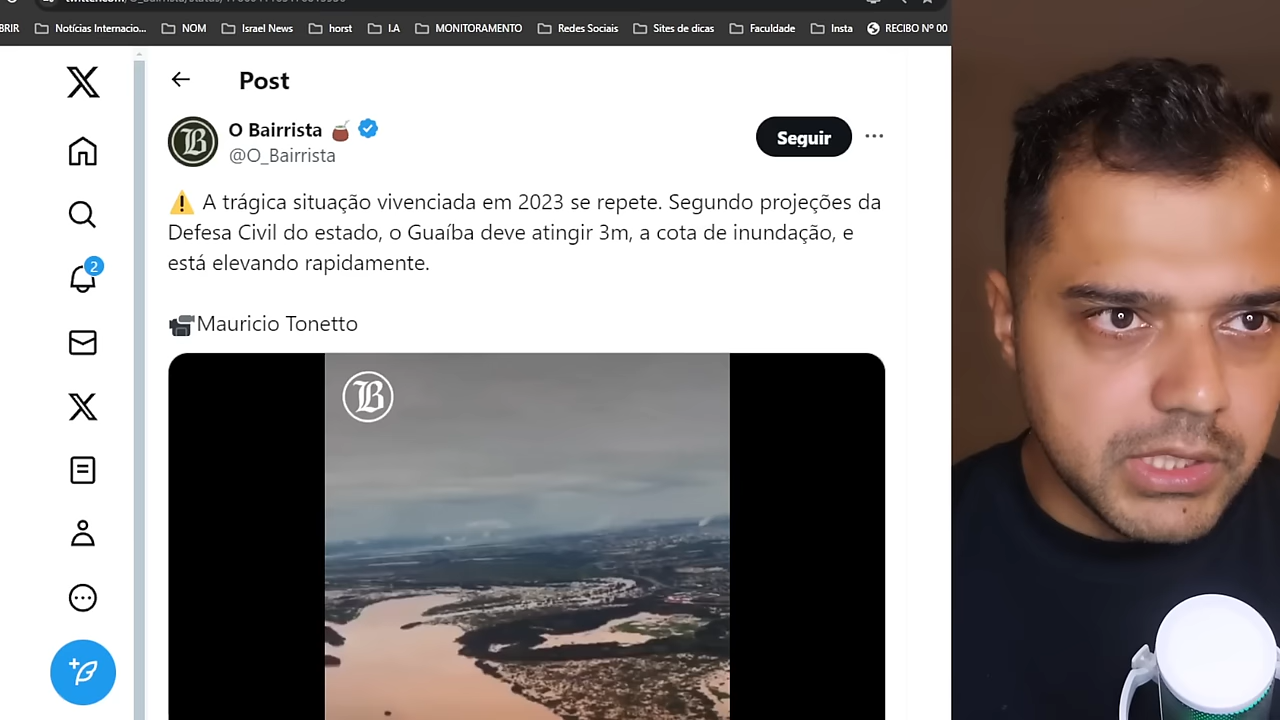 BRIR Notícias Internacio... NOM Israel News horst I.A MONITORAMENTO Redes Sociais Sites de dicas Faculdade Insta RECIBO Nº 00
Post
O Bairrista
@O_Bairrista
Seguir
2
⚠️ A trágica situação vivenciada em 2023 se repete. Segundo projeções da
Defesa Civil do estado, o Guaíba deve atingir 3m, a cota de inundação, e
está elevando rapidamente.
Mauricio Tonetto
B